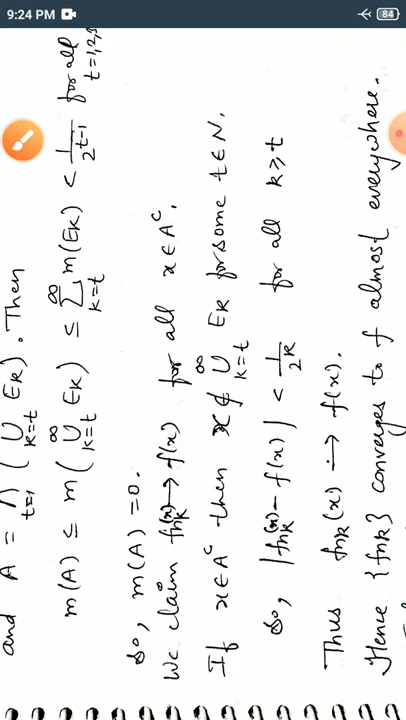 9:24 PM
84
and A = ∩_{t=1} (∪_{k=t} E_k). Then
m(A) ≤ m(∪_{k=t}^{∞} E_k) ≤ ∑_{k=t}^{∞} m(E_k) < 1/2^{t-1} for all t=1,2,
So, m(A) = 0.
We claim f_{n_k}(x) → f(x) for all x ∈ A^c.
If x ∈ A^c then x ∉ ∪_{k=t}^{∞} E_k for some t ∈ N.
So, |f_{n_k}(x) - f(x)| < 1/2^k for all k ≥ t
Thus f_{n_k}(x) → f(x).
Hence {f_{n_k}} converges to f almost everywhere.